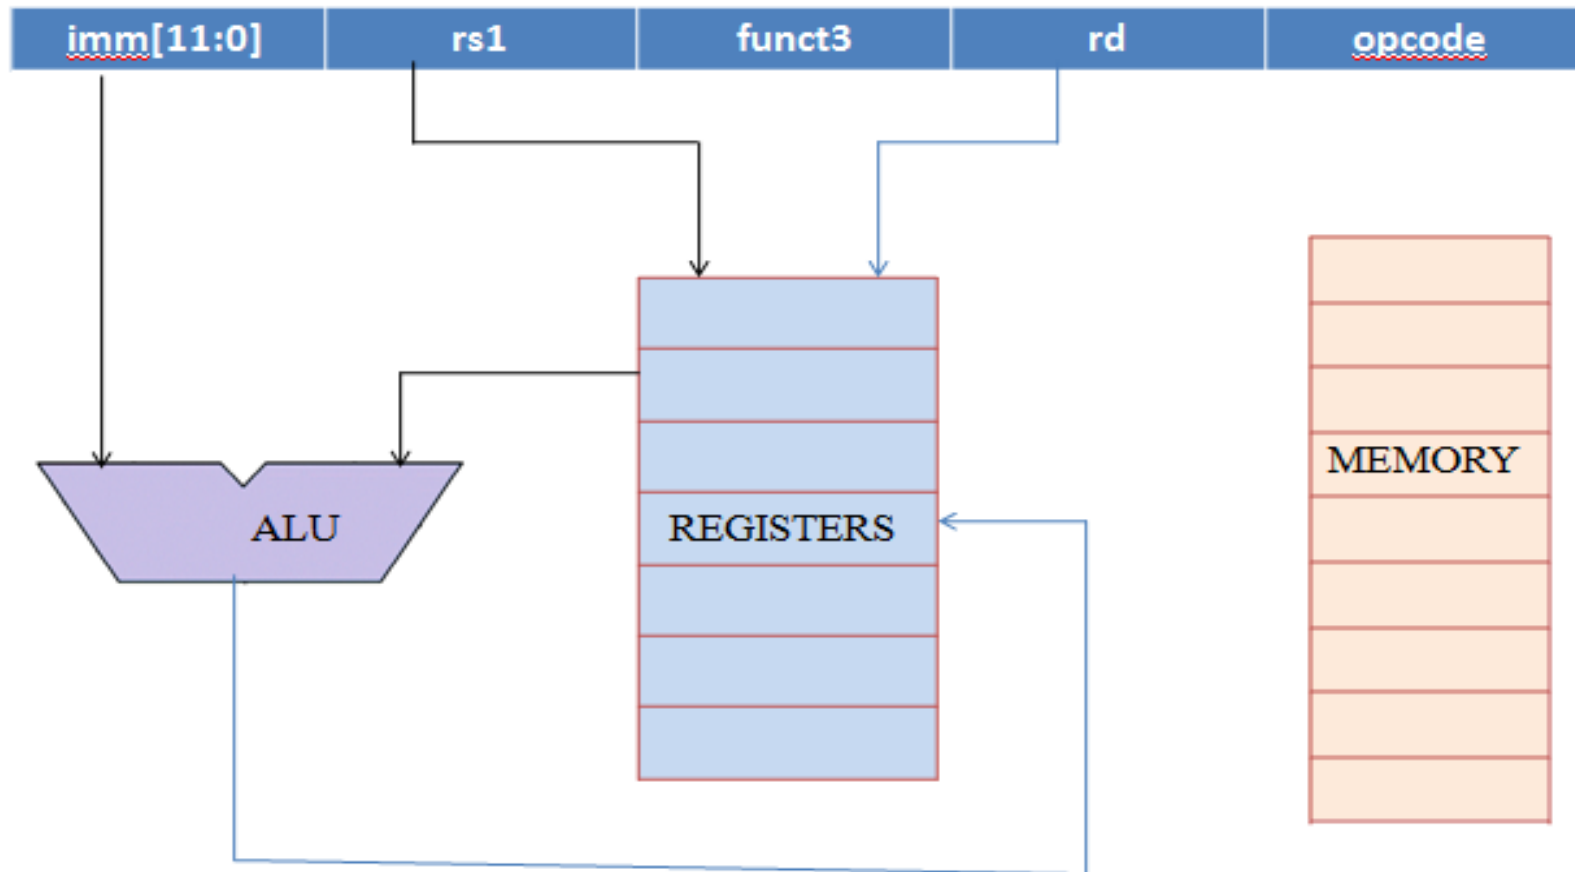 imm[11:0] rs1 funct3 rd opcode
MEMORY
ALU REGISTERS